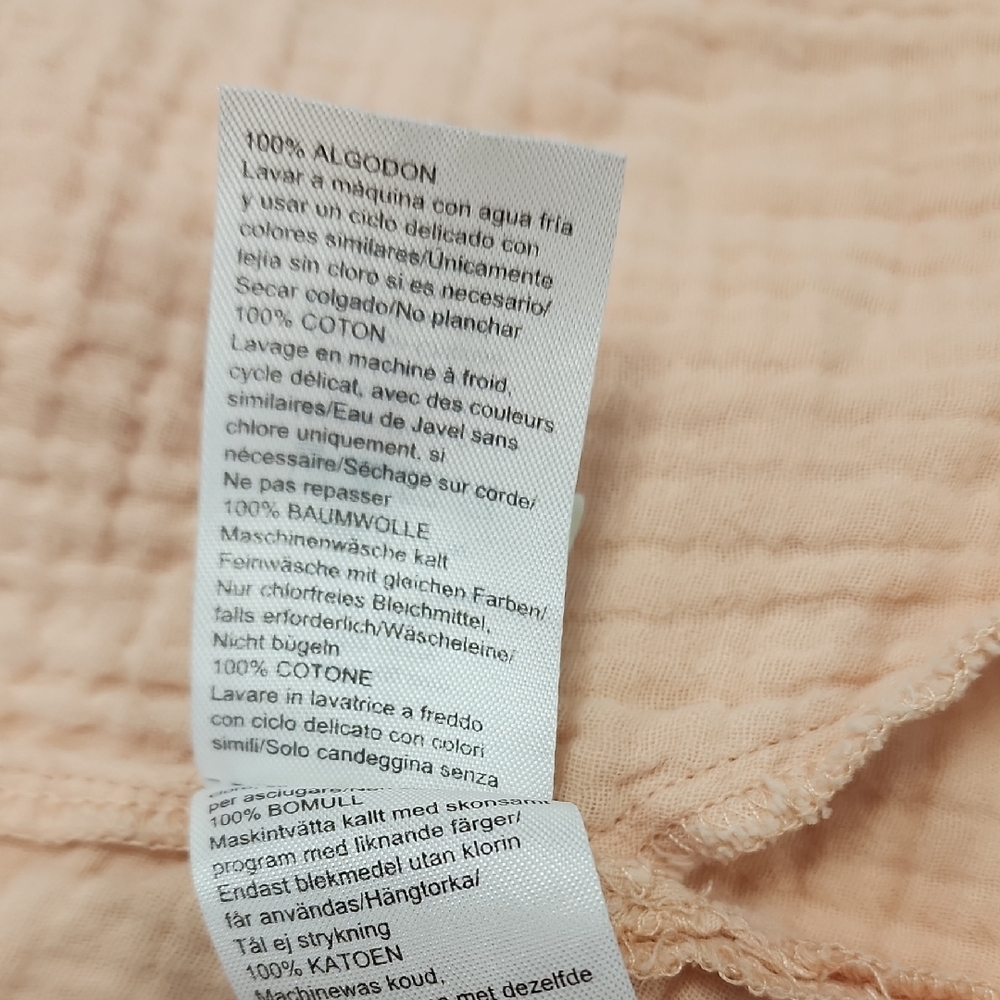 100% ALGODON
Lavar a máquina con agua fría
y usar un ciclo delicado con
colores similares/Únicamente
lejía sin cloro si es necesario/
Secar colgado/No planchar
100% COTON
Lavage en machine à froid,
cycle délicat, avec des couleurs
similaires/Eau de Javel sans
chlore uniquement. si
nécessaire/Séchage sur corde/
Ne pas repasser
100% BAUMWOLLE
Maschinenwäsche kalt
Feinwäsche mit gleichen Farben/
Nur chlorfreies Bleichmittel,
falls erforderlich/Wäscheleine/
Nicht bügeln
100% COTONE
Lavare in lavatrice a freddo
con ciclo delicato con colori
simili/Solo candeggina senza
per asciugare/
100% BOMULL
Maskintvätta kallt med skonsamt
program med liknande färger/
Endast blekmedel utan klorin
får användas/Hängtorka/
Tål ej strykning
100% KATOEN
Machinewas koud,
met dezelfde